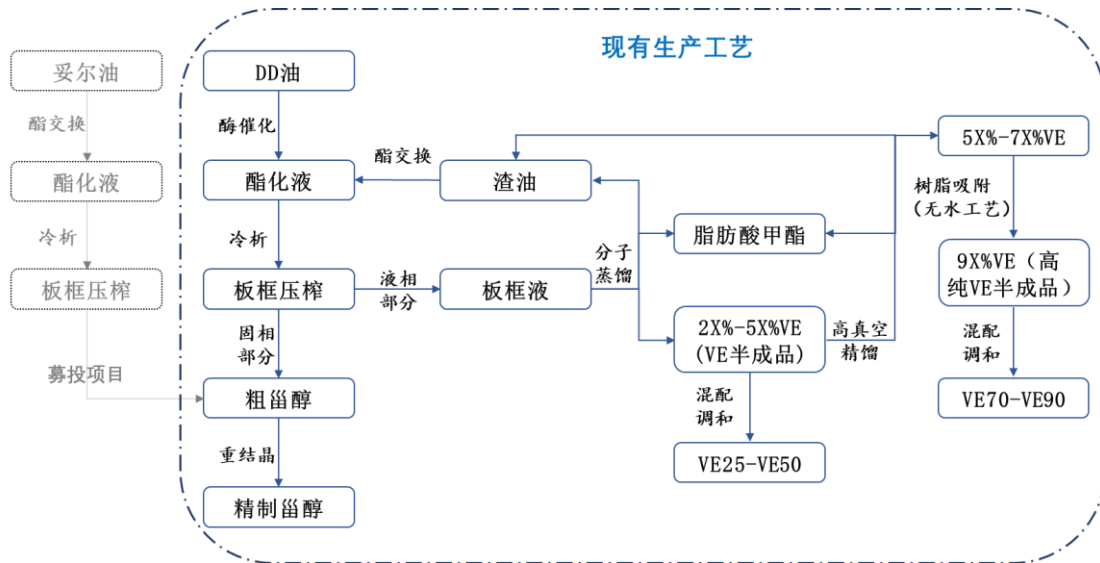 现有生产工艺
妥尔油
DD油
酯交换
酶催化
5X%-7X%VE
酯交换
酯化液
酯化液
渣油
树脂吸附
(无水工艺)
冷析
冷析
脂肪酸甲酯
分子
蒸馏
9X%VE（高
纯VE半成品）
板框压榨
板框压榨
液相
部分
板框液
2X%-5X%VE
(VE半成品)
高真空
精馏
固相
部分
混配
调和
募投项目
粗甾醇
混配
调和
VE70-VE90
重结晶
VE25-VE50
精制甾醇